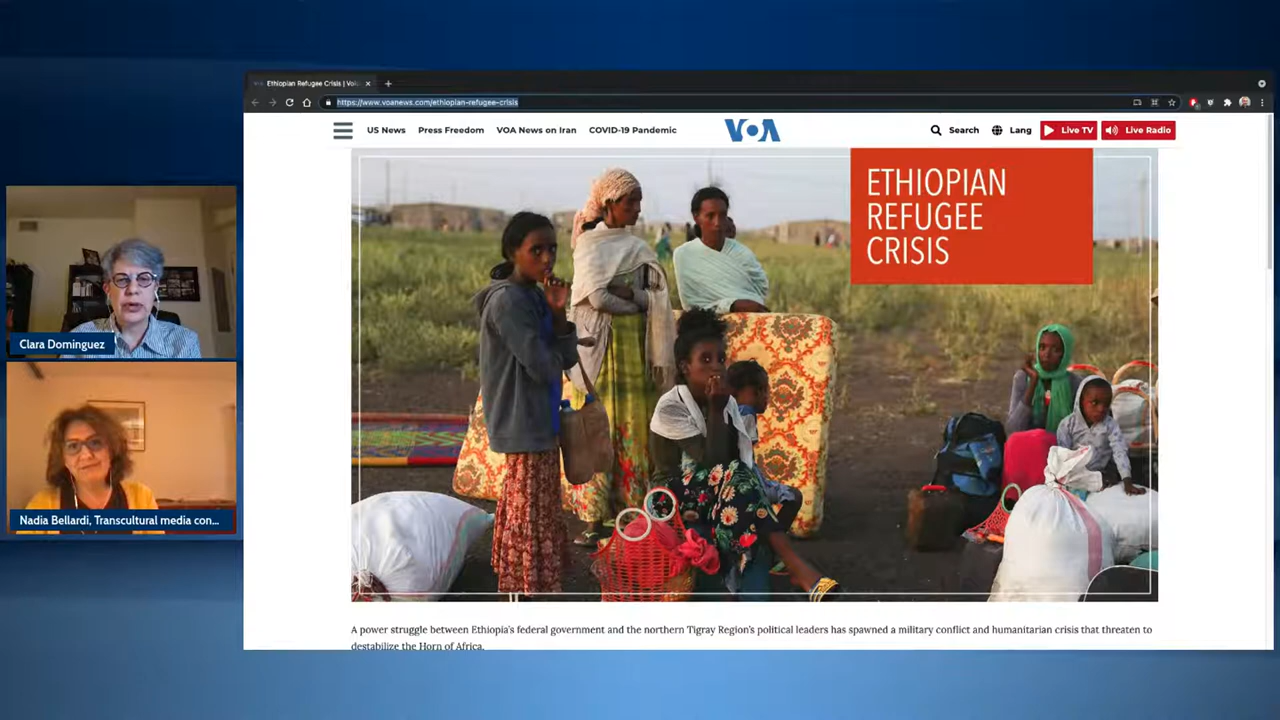 Ethiopian Refugee Crisis | Voi
https://www.voanews.com/ethiopian-refugee-crisis
US News Press Freedom VOA News on Iran COVID-19 Pandemic VOA Search Lang Live TV Live Radio
ETHIOPIAN
REFUGEE
CRISIS
Clara Dominguez
Nadia Bellardi, Transcultural media con...
A power struggle between Ethiopia's federal government and the northern Tigray Region's political leaders has spawned a military conflict and humanitarian crisis that threaten to
destabilize the Horn of Africa.